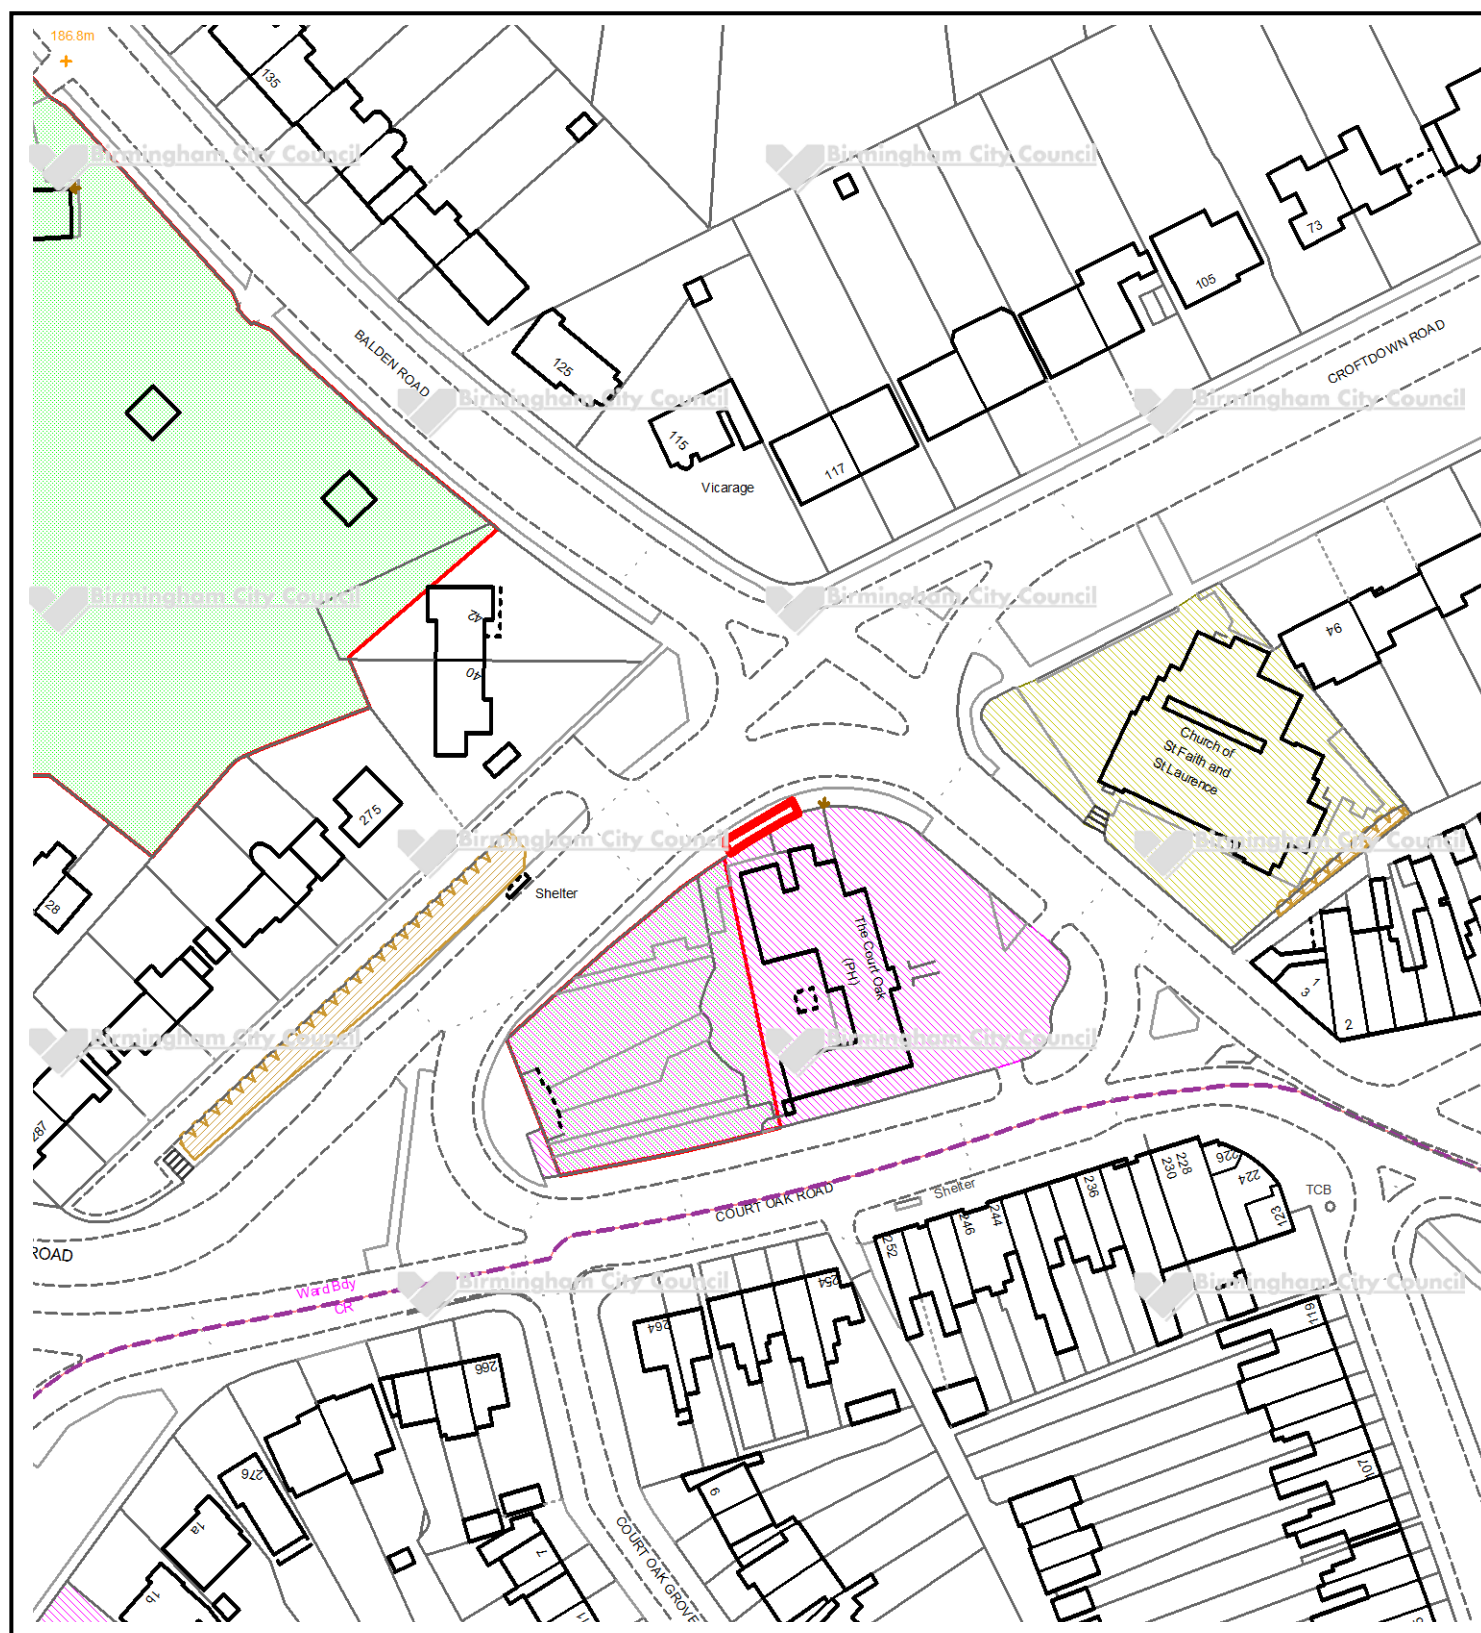 186.8m
135
Birmingham City Council
Birmingham City Council
73
105
BALDEN ROAD
CROFTDOWN ROAD
125
Birmingham City Council
Birmingham City Council
115
117
Vicarage
Birmingham City Council
Birmingham City Council
42
94
40
Church of
St Faith and
St Laurence
275
Birmingham City Council
Birmingham City Council
Shelter
28
The Court Oak
(PH)
1
3
2
Birmingham City Council
Birmingham City Council
287
228
230
226
224
236
Shelter
TCB
COURT OAK ROAD
244
246
123
252
ROAD
Ward Bdy
CR
Birmingham City Council
Birmingham City Council
254
264
119
266
276
107
9
1a
7
COURT OAK GROVE
1b
11